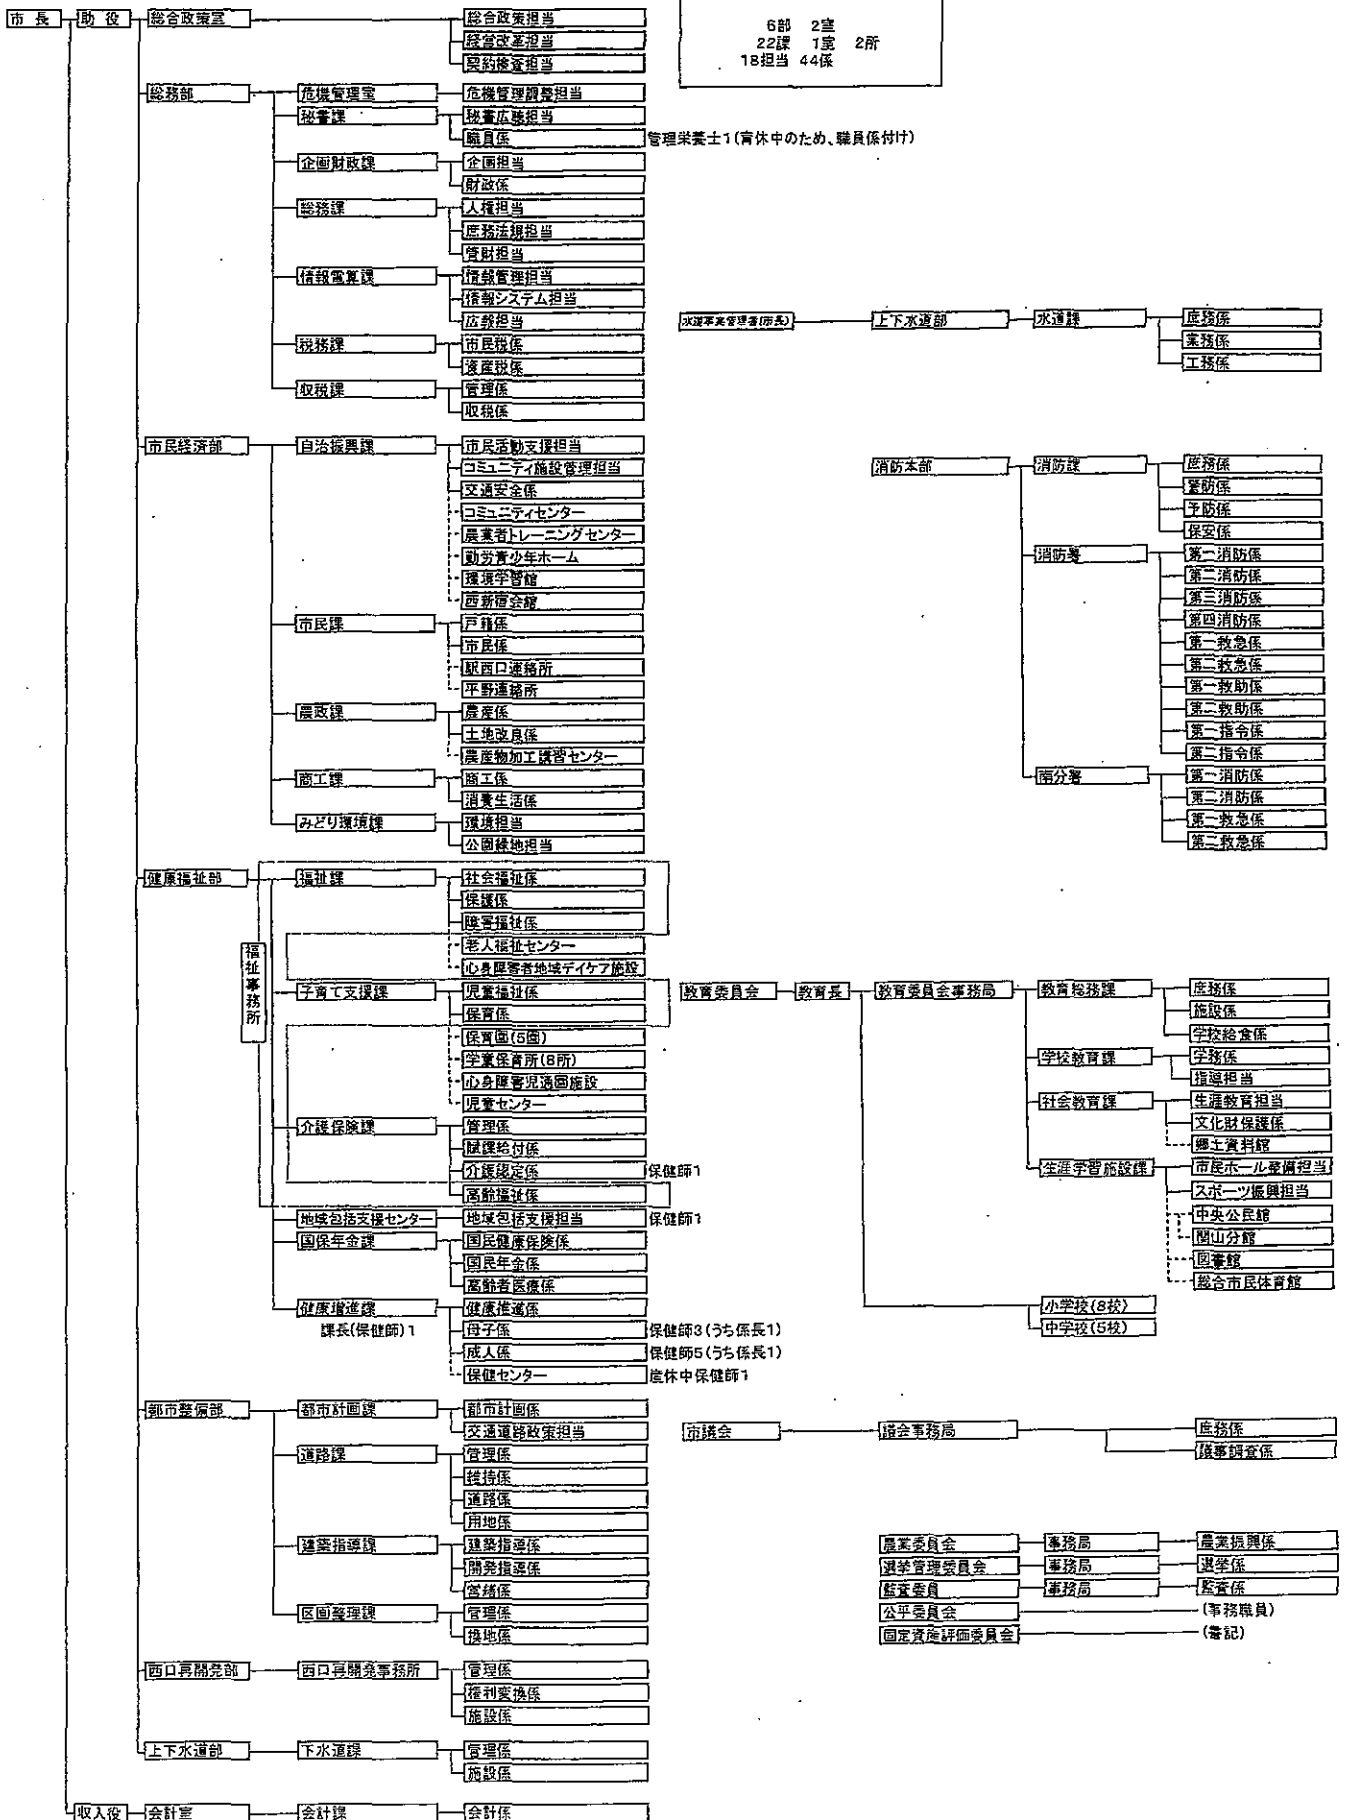 市長
助役
総合政策室
総合政策担当
経営改革担当
契約検査担当
6部 2室
22課 1室 2所
18担当 44係
総務部
危機管理室
危機管理調整担当
秘書課
秘書広聴担当
職員係
管理栄養士1(育休中のため、職員係付け)
企画財政課
企画担当
財政係
総務課
人権担当
庶務法規担当
管財担当
情報電算課
情報管理担当
情報システム担当
広報担当
税務課
市民税係
資産税係
収税課
管理係
収税係
市民経済部
自治振興課
市民活動支援担当
コミュニティ施設管理担当
交通安全係
コミュニティセンター
農業者トレーニングセンター
勤労青少年ホーム
環境学習館
西新宿会館
市民課
戸籍係
市民係
駅西口連絡所
平野連絡所
農政課
農産係
土地改良係
農産物加工講習センター
商工課
商工係
消費生活係
みどり環境課
環境担当
公園緑地担当
健康福祉部
福祉事務所
福祉課
社会福祉係
保護係
障害福祉係
老人福祉センター
心身障害者地域デイケア施設
子育て支援課
児童福祉係
保育係
保育園(5園)
学童保育所(8所)
心身障害児通園施設
児童センター
介護保険課
管理係
賦課給付係
介護認定係
保健師1
高齢福祉係
地域包括支援センター
地域包括支援担当
保健師1
国保年金課
国民健康保険係
国民年金係
高齢者医療係
健康増進課
課長(保健師)1
健康推進係
母子係
保健師3(うち係長1)
成人係
保健師5(うち係長1)
保健センター
産休中保健師1
都市整備部
都市計画課
都市計画係
交通道路政策担当
道路課
管理係
維持係
道路係
用地係
建築指導課
建築指導係
開発指導係
営繕係
区画整理課
管理係
換地係
西口再開発部
西口再開発事務所
管理係
権利変換係
施設係
上下水道部
下水道課
管理係
施設係
収入役
会計室
会計課
会計係
水道事業管理者(市長)
上下水道部
水道課
庶務係
業務係
工務係
消防本部
消防課
庶務係
警防係
予防係
保安係
消防署
第一消防係
第二消防係
第三消防係
第四消防係
第一救急係
第二救急係
第一救助係
第二救助係
第一指令係
第二指令係
南分署
第一消防係
第二消防係
第一救急係
第二救急係
教育委員会
教育長
教育委員会事務局
教育総務課
庶務係
施設係
学校給食係
学校教育課
学務係
指導担当
社会教育課
生涯教育担当
文化財保護係
郷土資料館
生涯学習施設課
市民ホール整備担当
スポーツ振興担当
中央公民館
関山分館
図書館
総合市民体育館
小学校(8校)
中学校(5校)
市議会
議会事務局
庶務係
議事調査係
農業委員会
事務局
農業振興係
選挙管理委員会
事務局
選挙係
監査委員
事務局
監査係
公平委員会
(事務職員)
固定資産評価委員会
(書記)